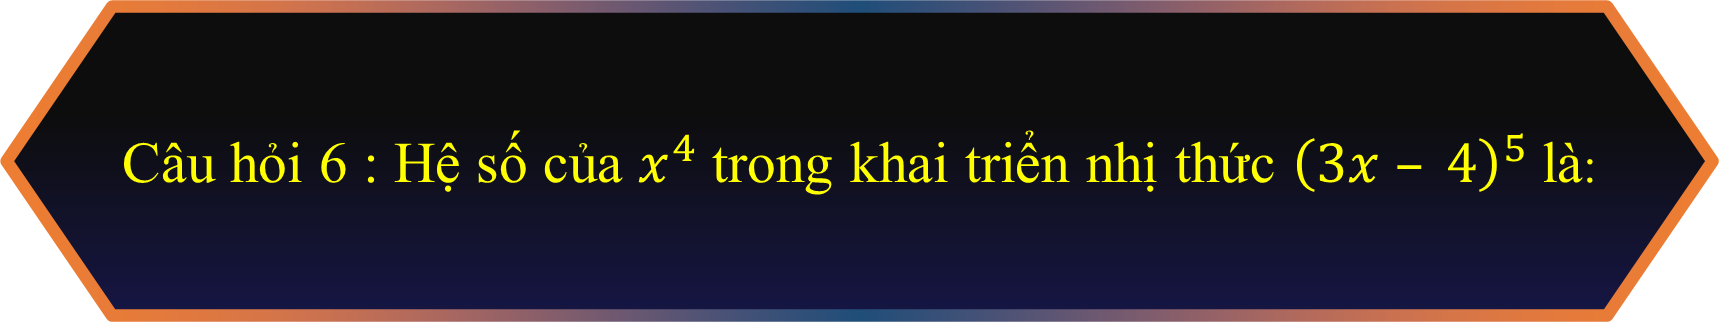 Câu hỏi 6 : Hệ số của 𝑥⁴ trong khai triển nhị thức (3𝑥 – 4)⁵ là: